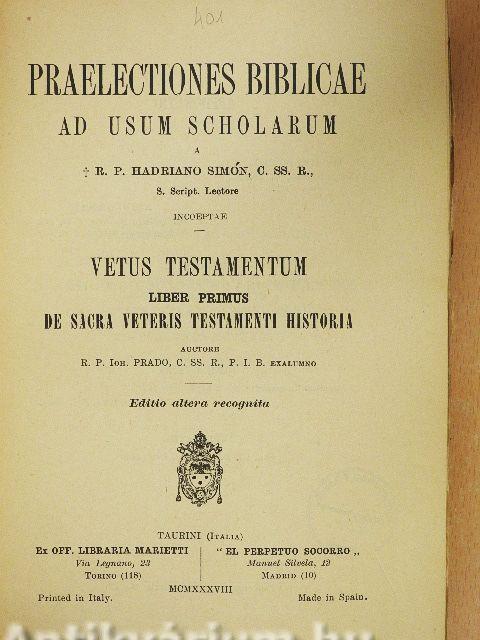 401
PRAELECTIONES BIBLICAE
AD USUM SCHOLARUM
A
† R. P. HADRIANO SIMÓN, C. SS. R.,
S. Script. Lectore
INCOEPTAE
VETUS TESTAMENTUM
LIBER PRIMUS
DE SACRA VETERIS TESTAMENTI HISTORIA
AUCTORE
R. P. IOH. PRADO, C. SS. R., P. I. B. EXALUMNO
Editio altera recognita
TAURINI (ITALIA)
EX OFF. LIBRARIA MARIETTI
Via Legnano, 23
TORINO (118)
" EL PERPETUO SOCORRO „
Manuel Silvela, 12
MADRID (10)
MCMXXXVIII
Printed in Italy.
Made in Spain.
Antikvárium.hu